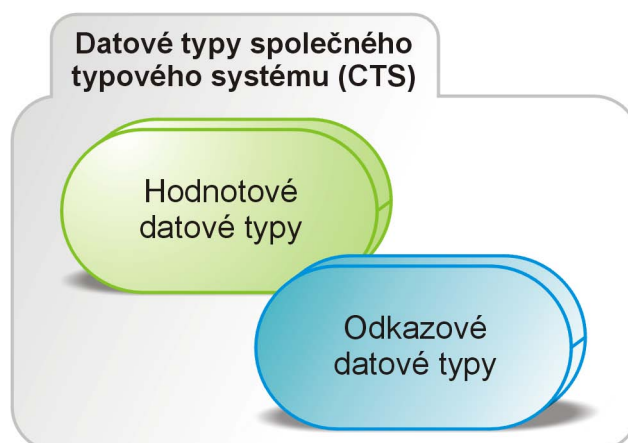 Datové typy společného
typového systému (CTS)
Hodnotové
datové typy
Odkazové
datové typy